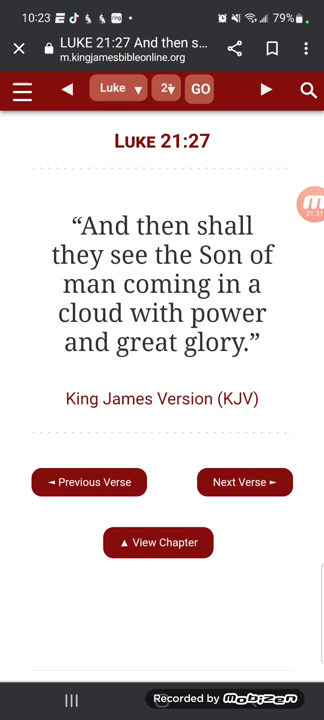 10:23
ring
79%
LUKE 21:27 And then s...
m.kingjamesbibleonline.org
Luke
GO
LUKE 21:27
21:31
“And then shall
they see the Son of
man coming in a
cloud with power
and great glory.”
King James Version (KJV)
◄ Previous Verse
Next Verse ►
▲ View Chapter
Recorded by mobizen